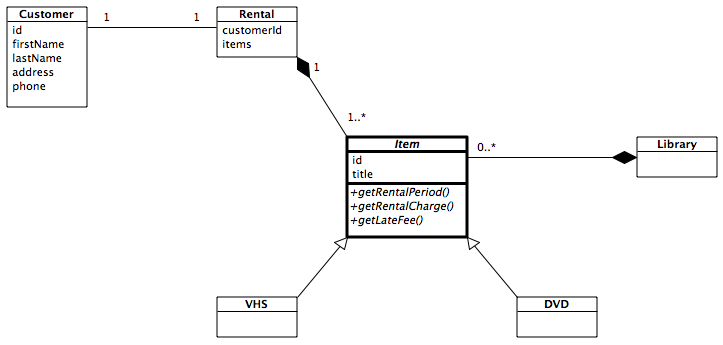 Customer
id
firstName
lastName
address
phone
1
1
Rental
customerId
items
1
1..*
Item
id
title
+getRentalPeriod()
+getRentalCharge()
+getLateFee()
0..*
Library
VHS
DVD